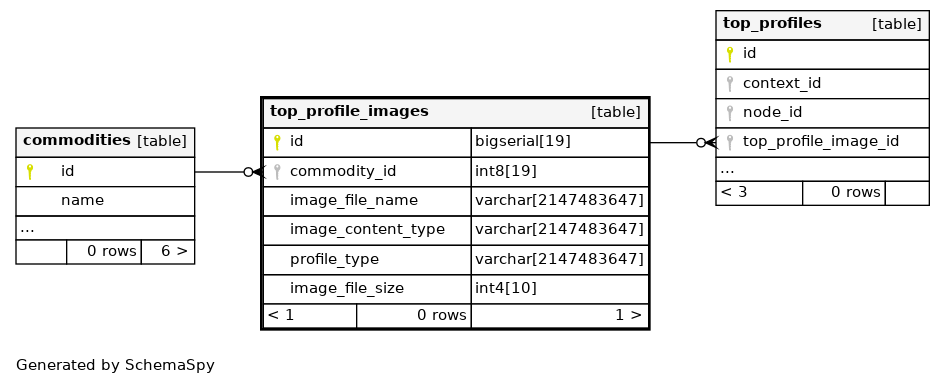 top_profiles [table]
id
context_id
node_id
top_profile_image_id
...
< 3 0 rows
top_profile_images [table]
id bigserial[19]
commodity_id int8[19]
image_file_name varchar[2147483647]
image_content_type varchar[2147483647]
profile_type varchar[2147483647]
image_file_size int4[10]
< 1 0 rows 1 >
commodities [table]
id
name
...
0 rows 6 >
Generated by SchemaSpy